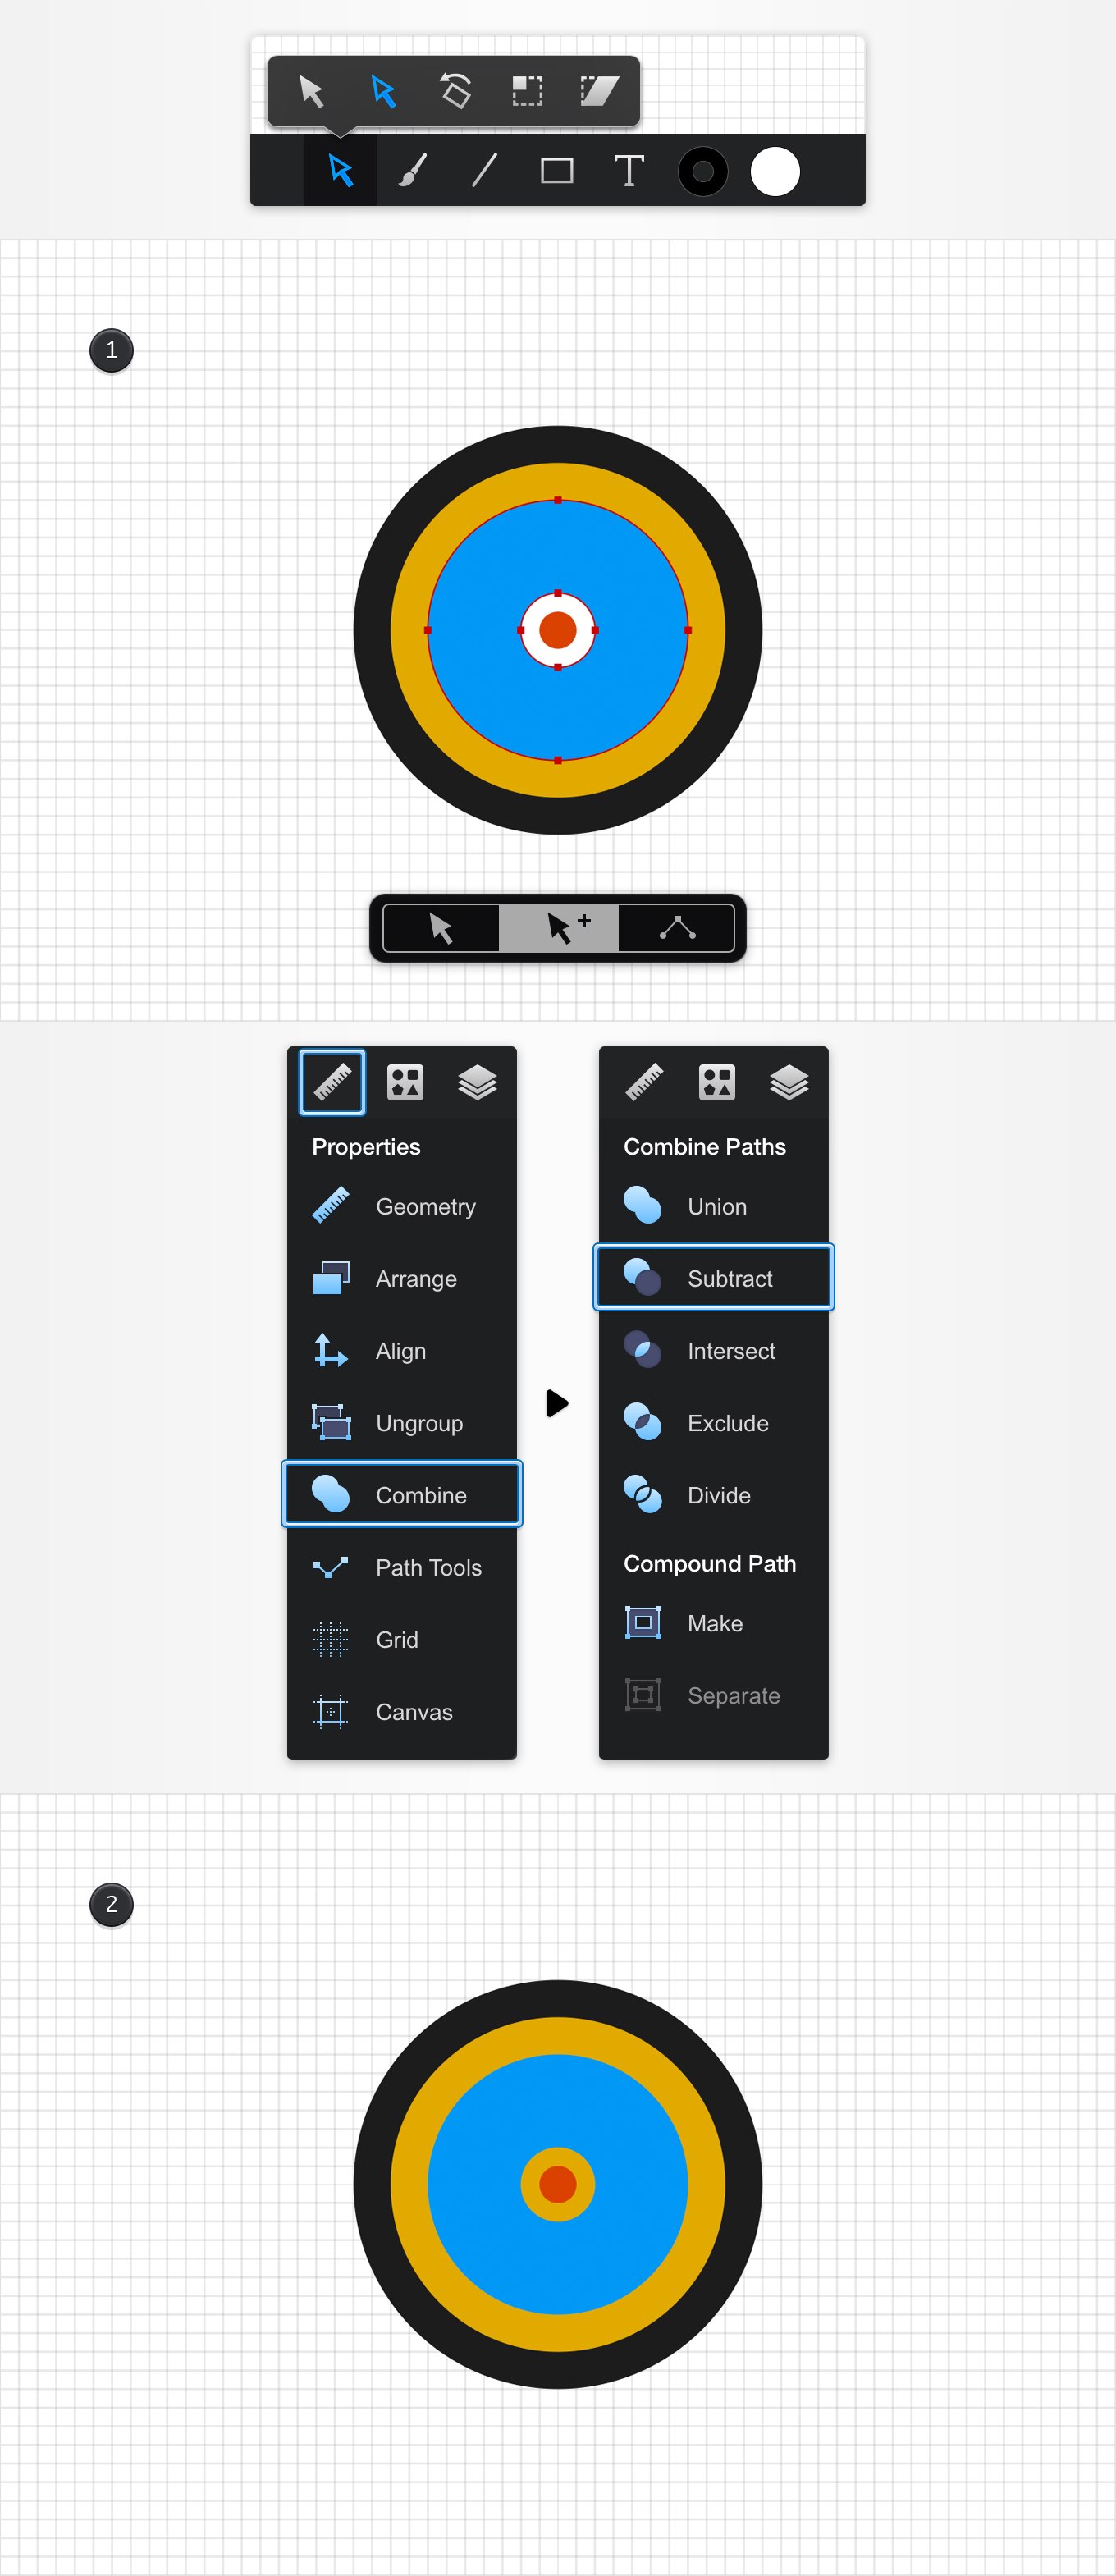 T
1
Properties
Geometry
Arrange
Align
Ungroup
Combine
Path Tools
Grid
Canvas
Combine Paths
Union
Subtract
Intersect
Exclude
Divide
Compound Path
Make
Separate
2